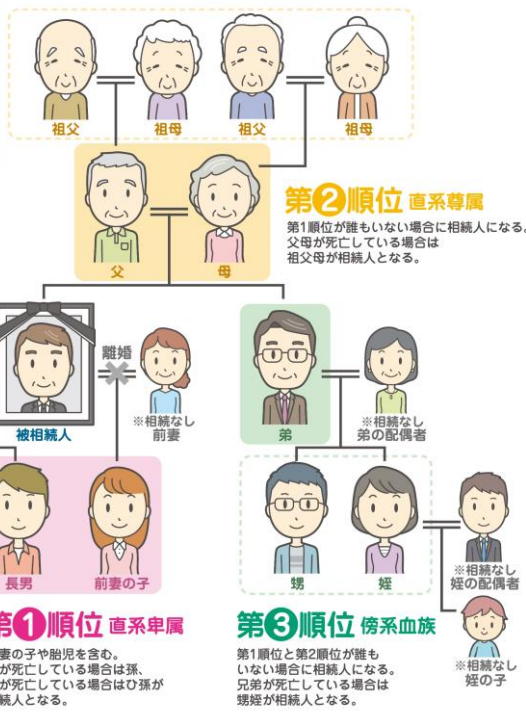 祖父
祖母
祖父
祖母
第2順位 直系尊属
第1順位が誰もいない場合に相続人になる。
父母が死亡している場合は
祖父母が相続人となる。
父
母
離婚
被相続人
※相続なし
前妻
弟
※相続なし
弟の配偶者
長男
前妻の子
甥
姪
※相続なし
姪の配偶者
第1順位 直系卑属
妻の子や胎児を含む。
が死亡している場合は孫、
が死亡している場合はひ孫が
続人となる。
第3順位 傍系血族
第1順位と第2順位が誰も
いない場合に相続人になる。
兄弟が死亡している場合は
甥姪が相続人となる。
※相続なし
姪の子